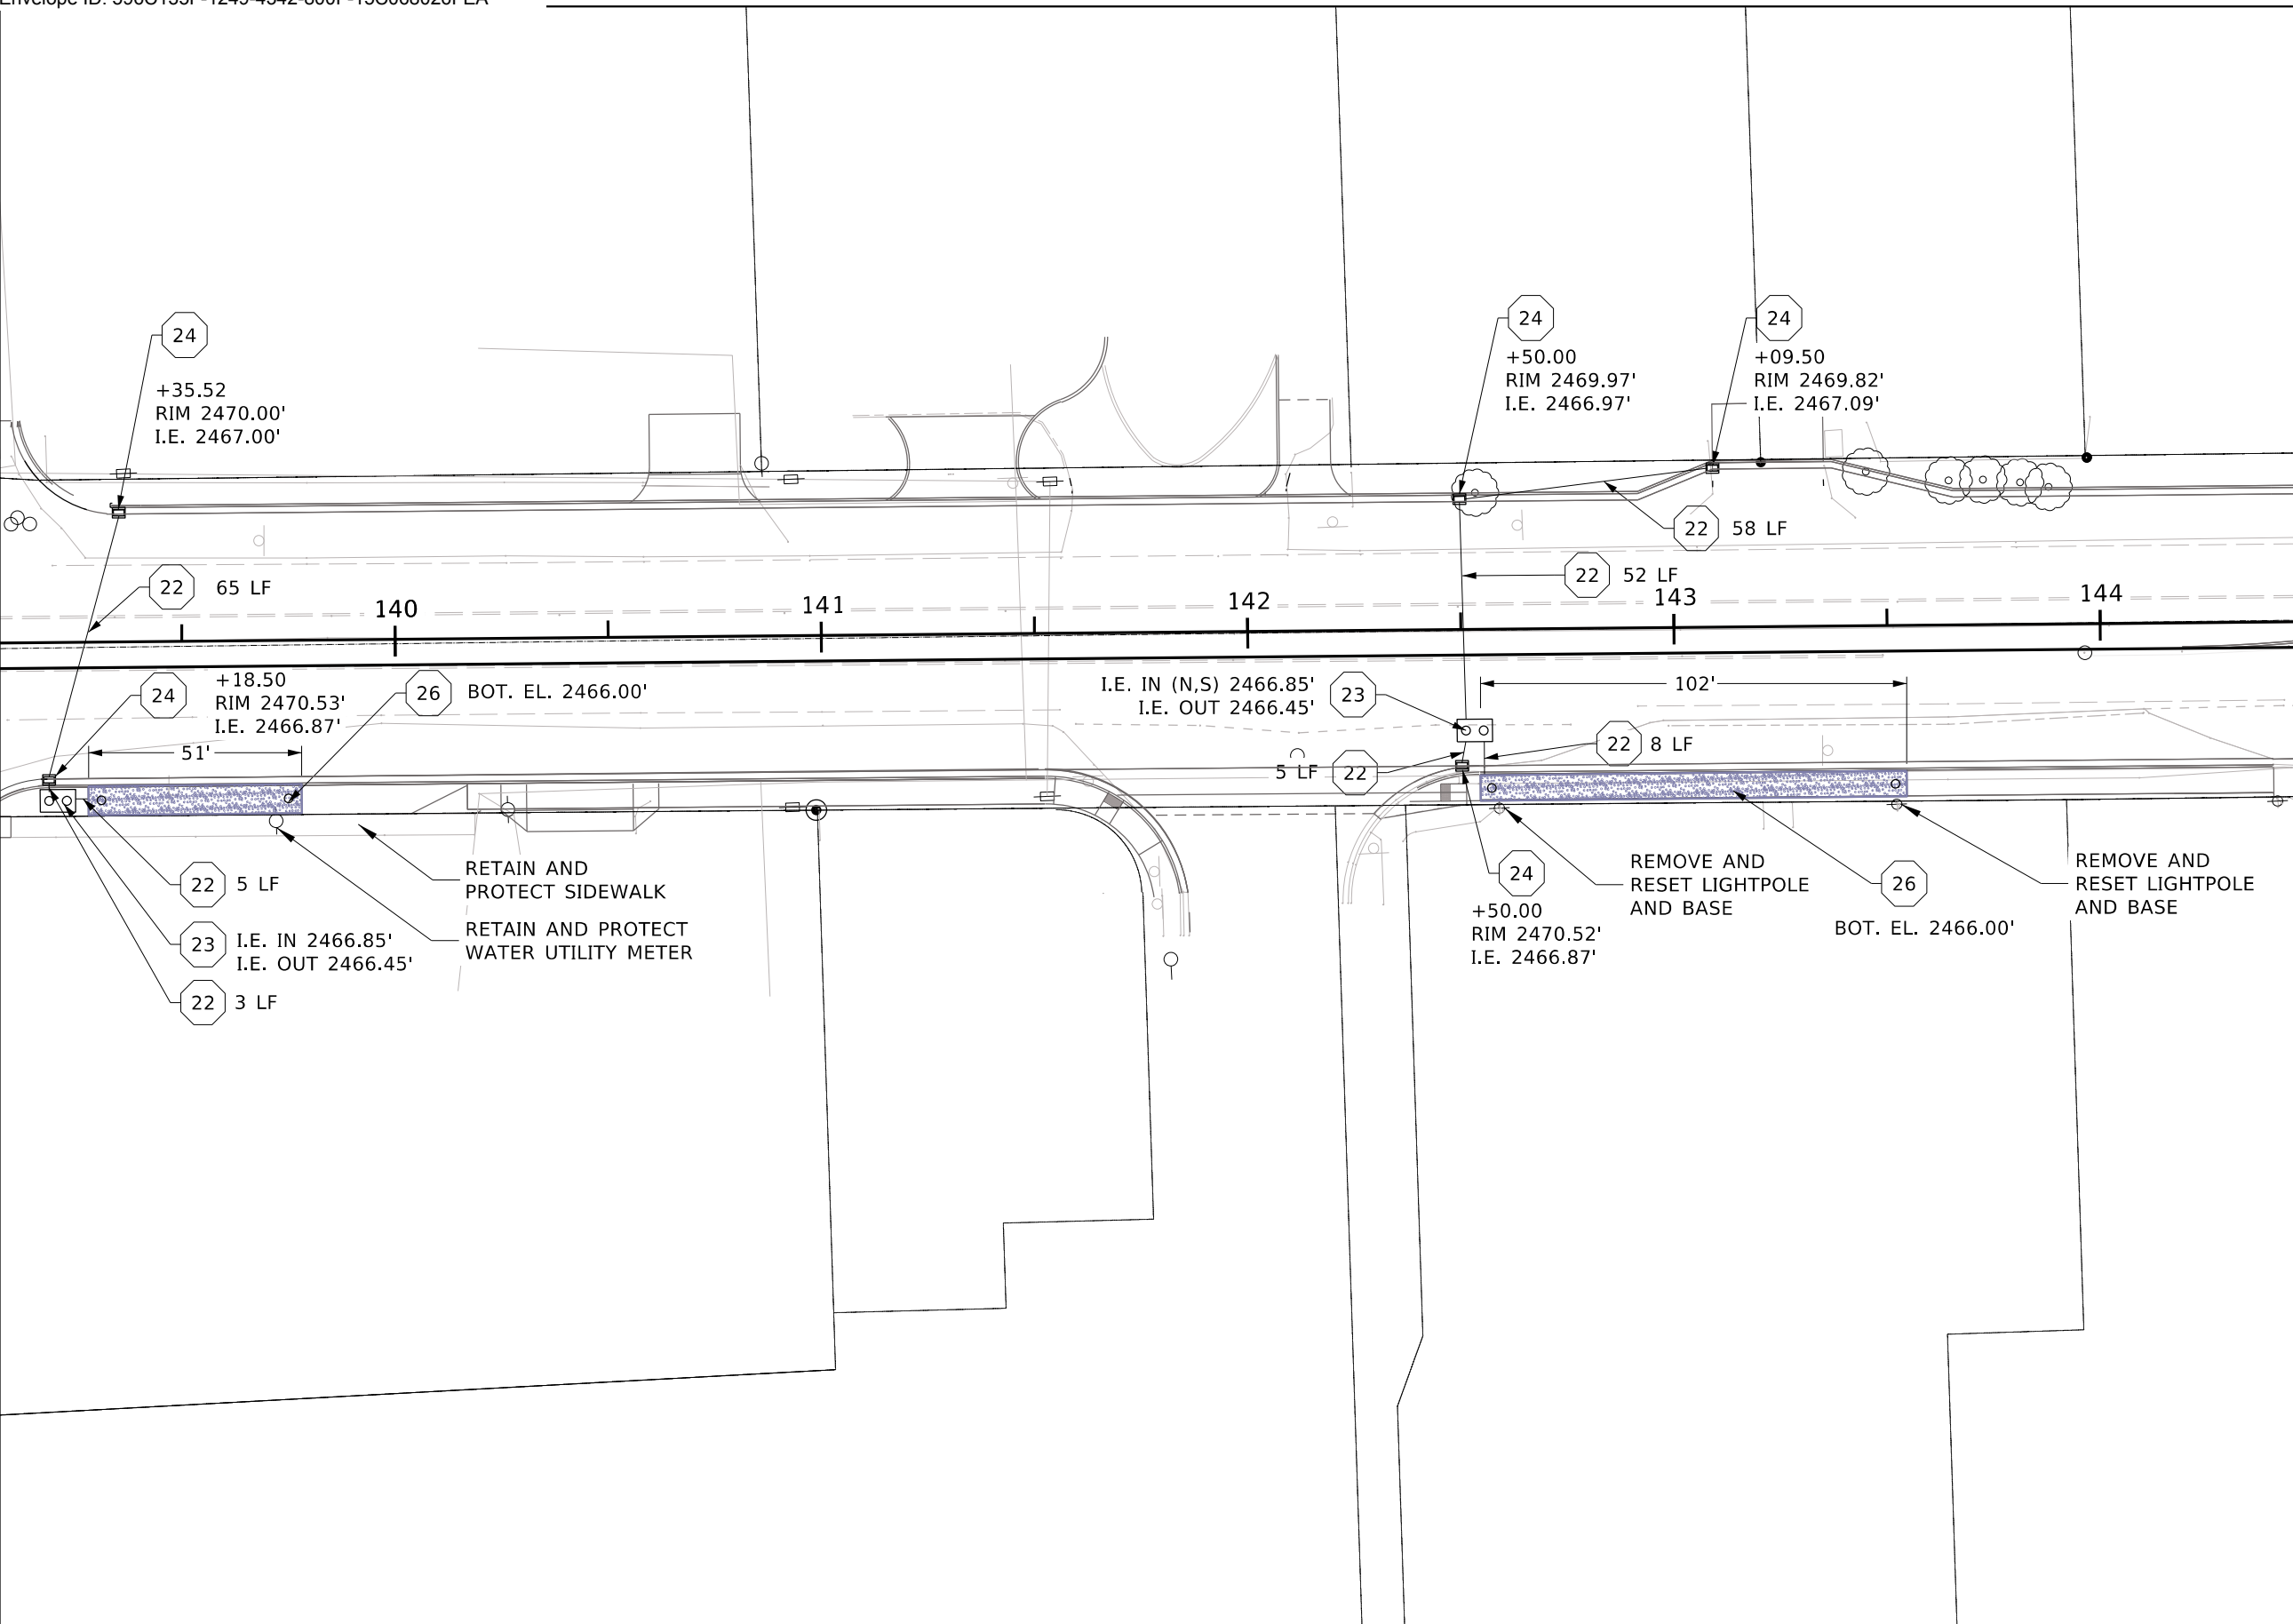 24
+35.52
RIM 2470.00'
I.E. 2467.00'
24
+50.00
RIM 2469.97'
I.E. 2466.97'
24
+09.50
RIM 2469.82'
I.E. 2467.09'
22 58 LF
22 65 LF
22 52 LF
140
141
142
143
144
24
+18.50
RIM 2470.53'
I.E. 2466.87'
26 BOT. EL. 2466.00'
51'
I.E. IN (N,S) 2466.85'
I.E. OUT 2466.45'
23
102'
22 8 LF
5 LF 22
22 5 LF
RETAIN AND
PROTECT SIDEWALK
23 I.E. IN 2466.85'
I.E. OUT 2466.45'
RETAIN AND PROTECT
WATER UTILITY METER
22 3 LF
24
+50.00
RIM 2470.52'
I.E. 2466.87'
REMOVE AND
RESET LIGHTPOLE
AND BASE
26
BOT. EL. 2466.00'
REMOVE AND
RESET LIGHTPOLE
AND BASE